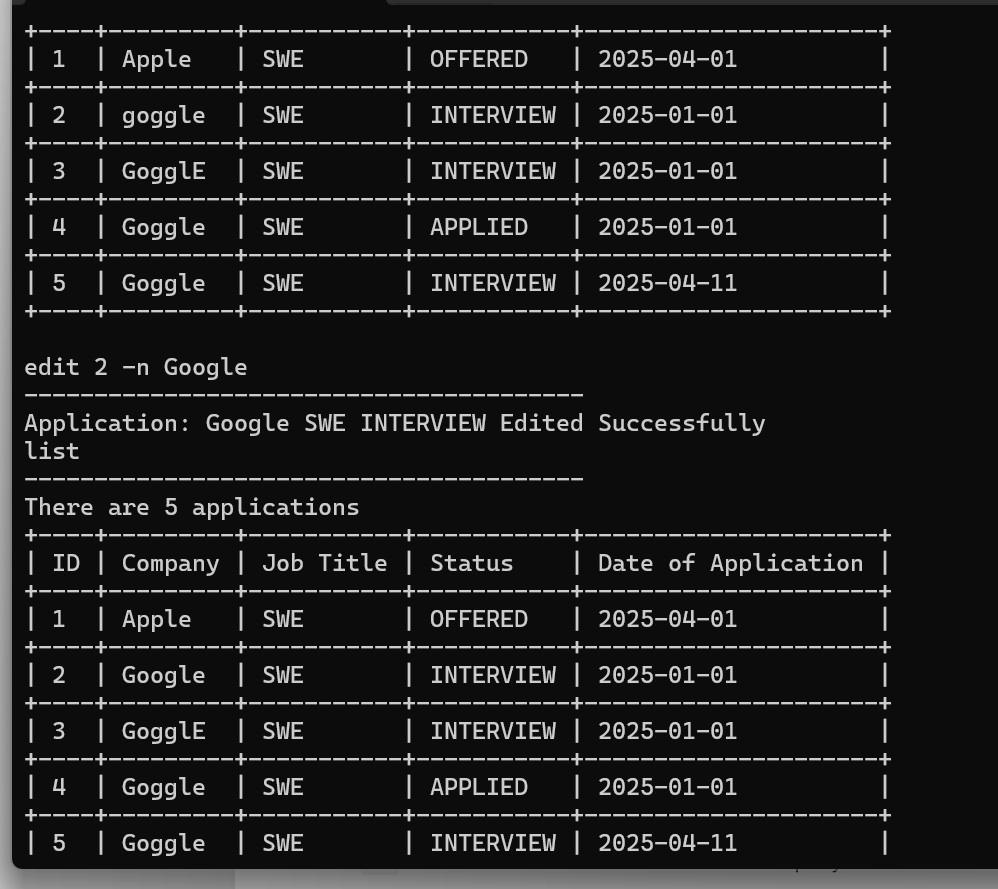 +----+---------+-----------+-----------+---------------------+
| 1  | Apple   | SWE       | OFFERED   | 2025-04-01          |
+----+---------+-----------+-----------+---------------------+
| 2  | goggle  | SWE       | INTERVIEW | 2025-01-01          |
+----+---------+-----------+-----------+---------------------+
| 3  | GogglE  | SWE       | INTERVIEW | 2025-01-01          |
+----+---------+-----------+-----------+---------------------+
| 4  | Goggle  | SWE       | APPLIED   | 2025-01-01          |
+----+---------+-----------+-----------+---------------------+
| 5  | Goggle  | SWE       | INTERVIEW | 2025-04-11          |
+----+---------+-----------+-----------+---------------------+
edit 2 -n Google
----------------------------------------
Application: Google SWE INTERVIEW Edited Successfully
list
----------------------------------------
There are 5 applications
+----+---------+-----------+-----------+---------------------+
| ID | Company | Job Title | Status    | Date of Application |
+----+---------+-----------+-----------+---------------------+
| 1  | Apple   | SWE       | OFFERED   | 2025-04-01          |
+----+---------+-----------+-----------+---------------------+
| 2  | Google  | SWE       | INTERVIEW | 2025-01-01          |
+----+---------+-----------+-----------+---------------------+
| 3  | GogglE  | SWE       | INTERVIEW | 2025-01-01          |
+----+---------+-----------+-----------+---------------------+
| 4  | Goggle  | SWE       | APPLIED   | 2025-01-01          |
+----+---------+-----------+-----------+---------------------+
| 5  | Goggle  | SWE       | INTERVIEW | 2025-04-11          |